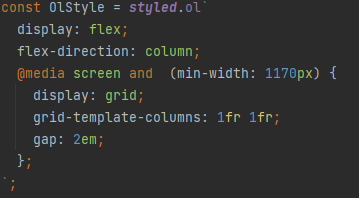 const OlStyle = styled.ol`
  display: flex;
  flex-direction: column;
  @media screen and  (min-width: 1170px) {
    display: grid;
    grid-template-columns: 1fr 1fr;
    gap: 2em;
  };
`;